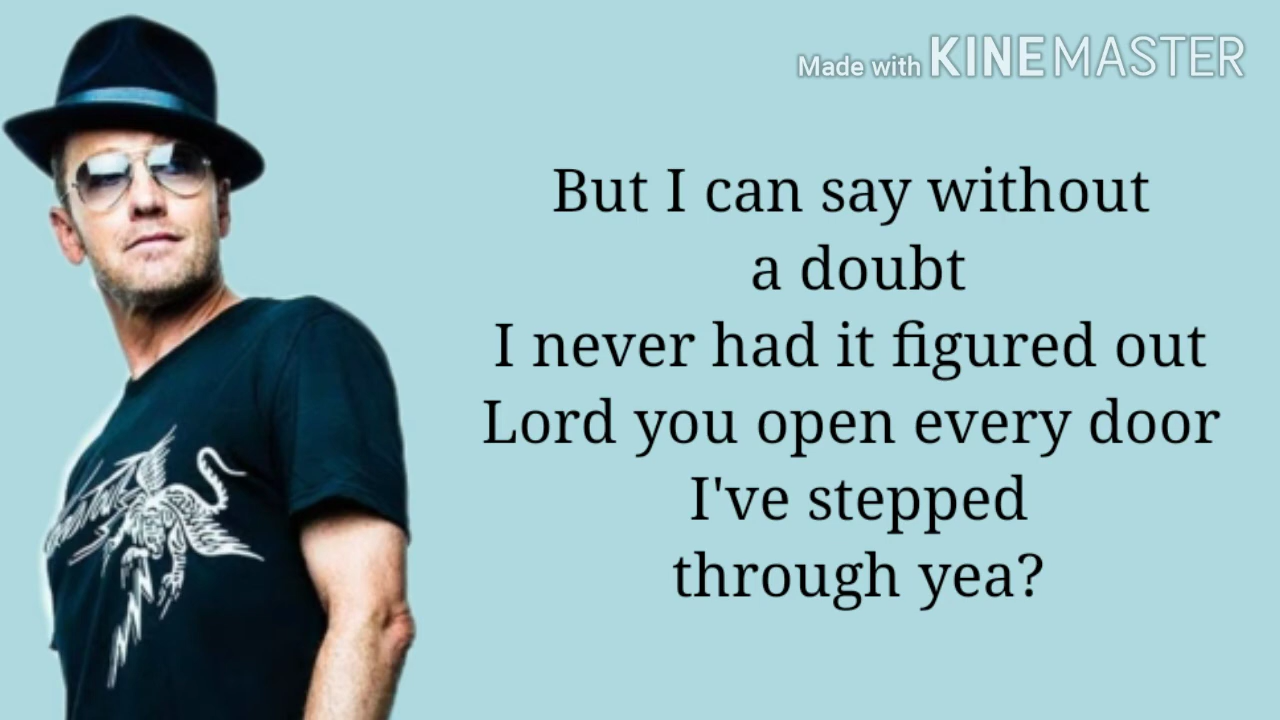 Made with KINEMASTER
But I can say without
a doubt
I never had it figured out
Lord you open every door
I've stepped
through yea?